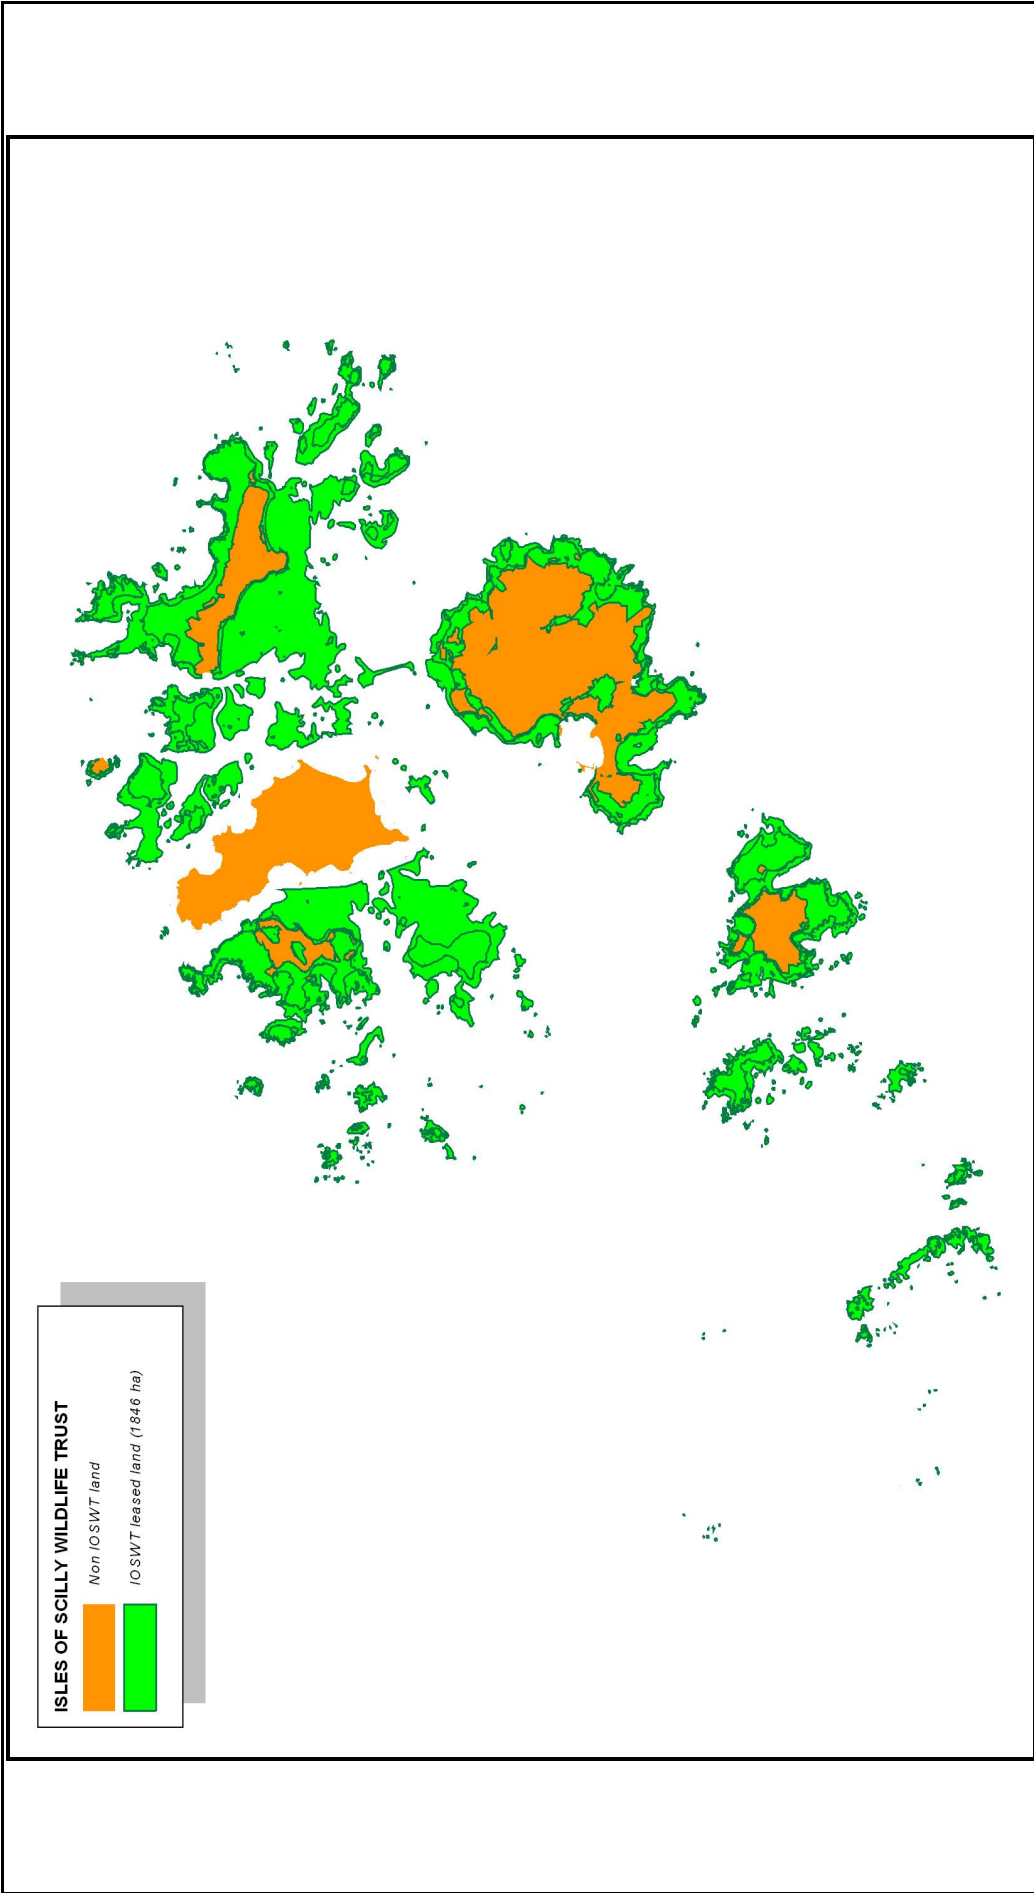 ISLES OF SCILLY WILDLIFE TRUST
Non IOSWT land
IOSWT leased land (1846 ha)